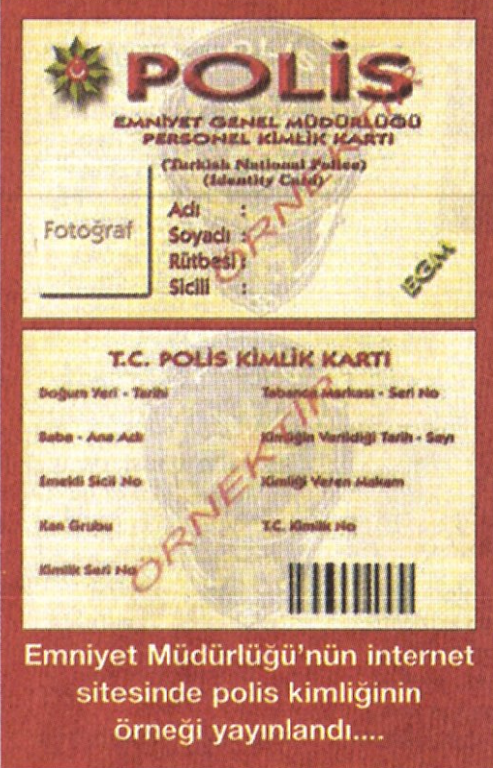 POLİS
EMNİYET GENEL MÜDÜRLÜĞÜ
PERSONEL KİMLİK KARTI
(Turkish National Police)
(Identity Card)
Fotoğraf
Adı :
Soyadı :
Rütbesi :
Sicili :
EGM
ÖRNEKTİR
T.C. POLİS KİMLİK KARTI
Doğum Yeri - Tarihi
Tabanca Markası - Seri No
Baba - Ana Adı
Kimliğin Verildiği Tarih - Sayı
Emekli Sicil No
Kimliği Veren Makam
Kan Grubu
T.C. Kimlik No
Kimlik Seri No
ÖRNEKTİR
Emniyet Müdürlüğü'nün internet
sitesinde polis kimliğinin
örneği yayınlandı....